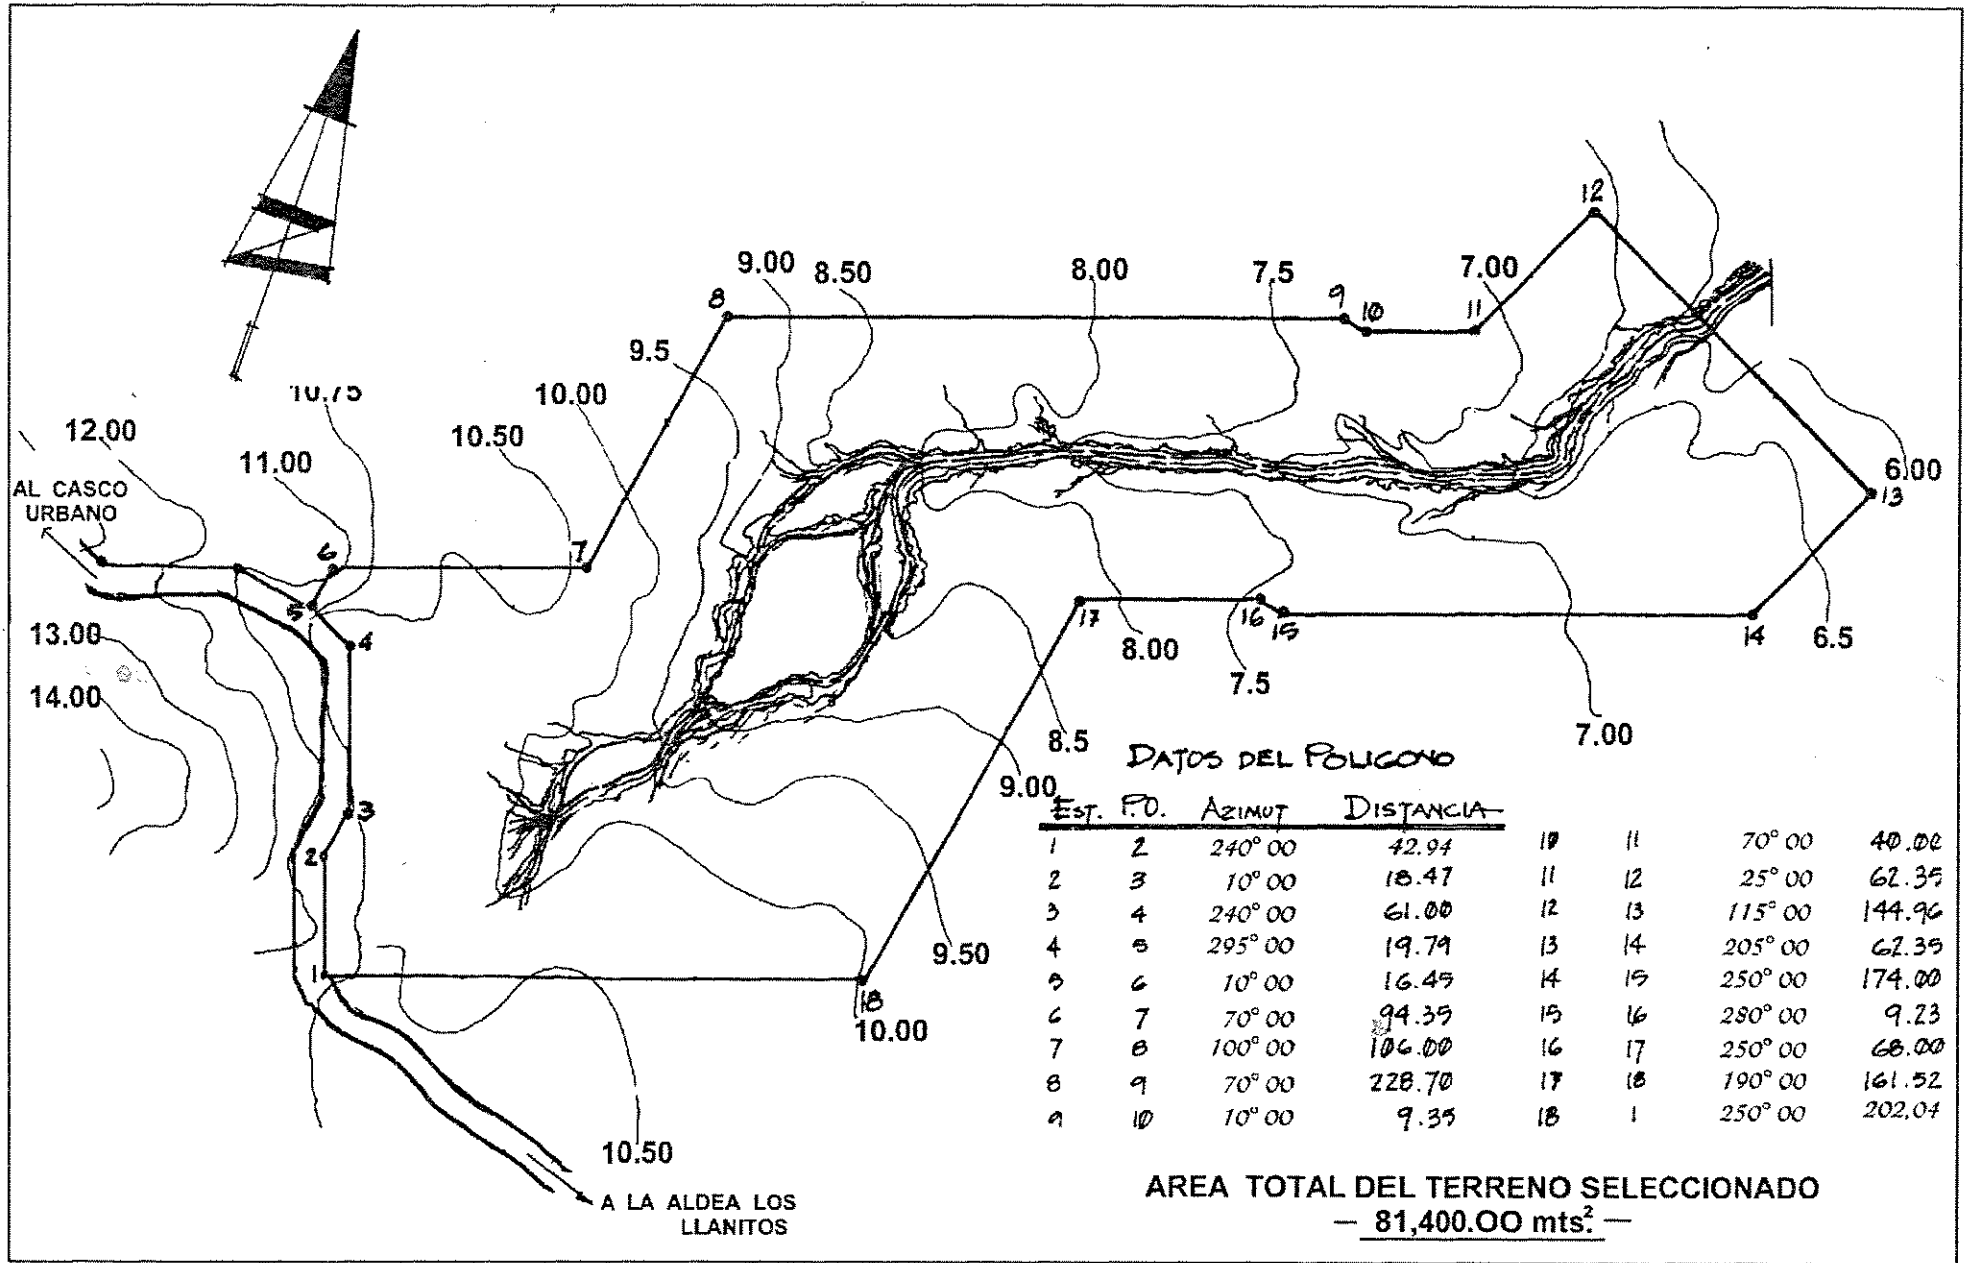 N
12
9.00
8.50
8.00
7.5
7.00
8
9
10
11
9.5
10.00
10.75
12.00
10.50
11.00
6.00
13
AL CASCO
URBANO
6
7
5
4
17
16
15
14
6.5
13.00
8.00
14.00
7.5
7.00
8.5
9.00
3
2
9.50
1
18
10.00
10.50
A LA ALDEA LOS
LLANITOS
DATOS DEL POLIGONO
EST. P.O. AZIMUT DISTANCIA
1 2 240° 00 42.94 10 11 70° 00 40.00
2 3 10° 00 18.47 11 12 25° 00 62.35
3 4 240° 00 61.00 12 13 115° 00 144.96
4 5 295° 00 19.79 13 14 205° 00 62.35
5 6 10° 00 16.45 14 15 250° 00 174.00
6 7 70° 00 94.35 15 16 280° 00 9.23
7 8 100° 00 106.00 16 17 250° 00 68.00
8 9 70° 00 228.70 17 18 190° 00 161.52
9 10 10° 00 9.35 18 1 250° 00 202,04
AREA TOTAL DEL TERRENO SELECCIONADO
— 81,400.00 mts². —